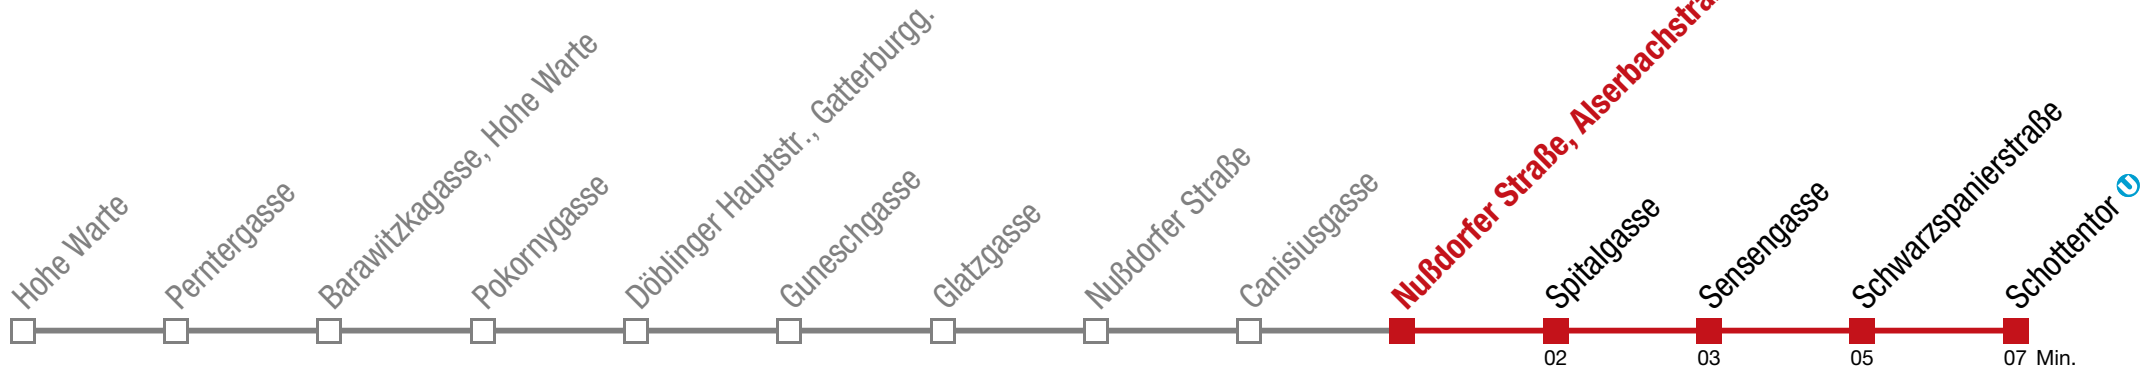 Hohe Warte
Perntergasse
Barawitzkagasse, Hohe Warte
Pokornygasse
Döblinger Hauptstr., Gatterburgg.
Guneschgasse
Glatzgasse
Nußdorfer Straße
Canisiusgasse
Nußdorfer Straße, Alserbachstra
Spitalgasse
Sensengasse
Schwarzspanierstraße
Schottentor U
02 03 05 07 Min.